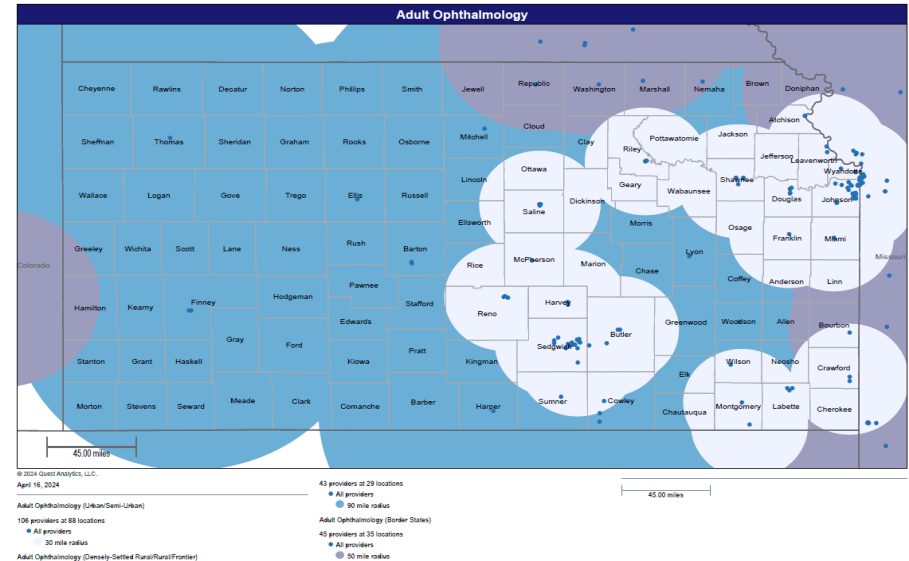 Adult Ophthalmology
Cheyenne Rawlins Decatur Norton Phillips Smith Jewell Republic Washington Marshall Nemaha Brown Doniphan
Atchison
Cloud
Sherman Thomas Sheridan Graham Rooks Osborne Mitchell Clay Riley Pottawatomie Jackson
Jefferson Leavenworth
Ottawa Wyandotte
Lincoln Geary Wabaunsee Shawnee
Wallace Logan Gove Trego Ellis Russell Saline Dickinson Douglas Johnson
Ellsworth Morris Osage
Greeley Wichita Scott Lane Ness Rush Barton Lyon Franklin Miami
Colorado Rice McPherson Marion Chase Missouri
Coffey Anderson Linn
Pawnee
Hamilton Kearny Finney Hodgeman Stafford Reno Harvey
Edwards Greenwood Woodson Allen Bourbon
Gray Ford Sedgwick Butler
Stanton Grant Haskell Kiowa Pratt Kingman Wilson Neosho Crawford
Elk
Morton Stevens Seward Meade Clark Comanche Barber Harper Sumner Cowley Chautauqua Montgomery Labette Cherokee
45.00 miles
© 2024 Quest Analytics, LLC.
April 16, 2024
Adult Ophthalmology (Urban/Semi-Urban)
106 providers at 88 locations
All providers
30 mile radius
Adult Ophthalmology (Densely-Settled Rural/Rural/Frontier)
43 providers at 29 locations
All providers
90 mile radius
Adult Ophthalmology (Border States)
45 providers at 35 locations
All providers
50 mile radius
45.00 miles